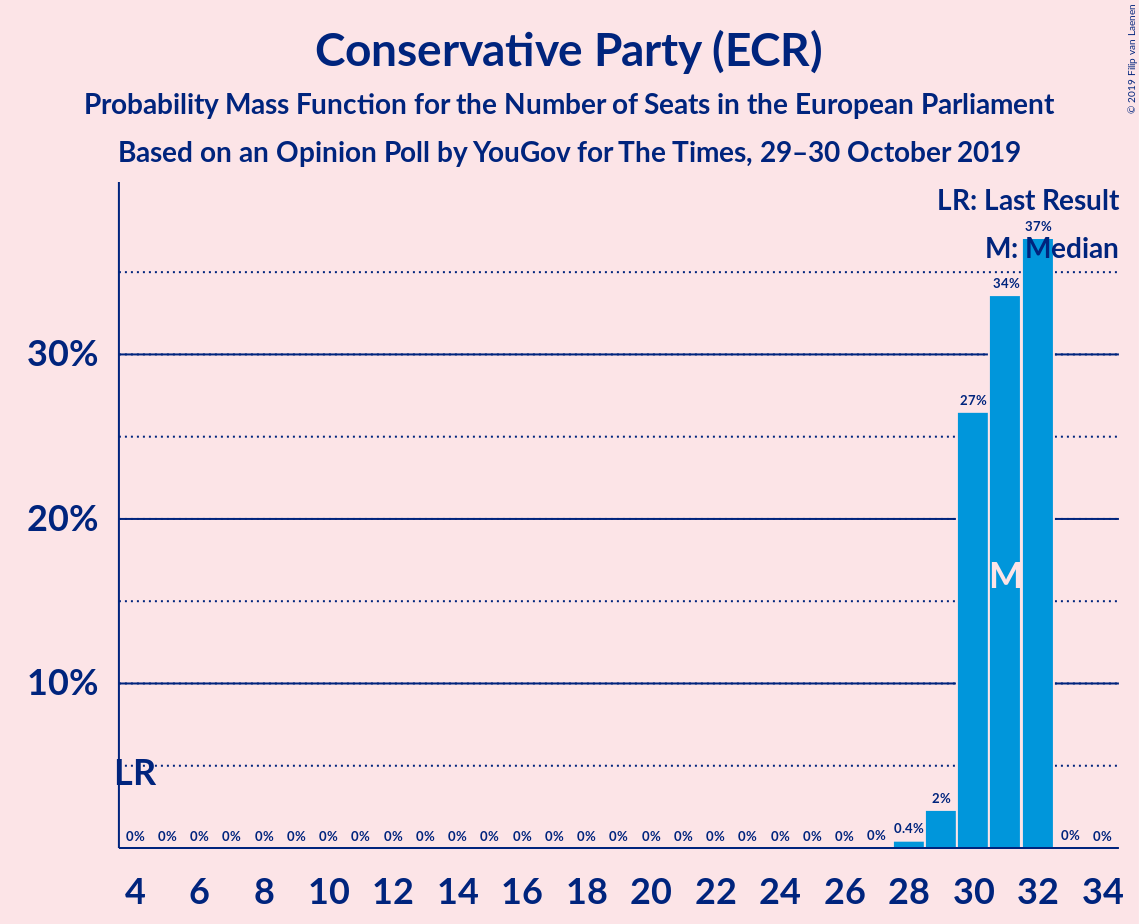 Conservative Party (ECR)
Probability Mass Function for the Number of Seats in the European Parliament
Based on an Opinion Poll by YouGov for The Times, 29–30 October 2019
© 2019 Filip van Laenen
LR: Last Result
M: Median
37%
34%
30%
27%
20%
M
10%
LR
2%
0.4%
0% 0% 0% 0% 0% 0% 0% 0% 0% 0% 0% 0% 0% 0% 0% 0% 0% 0% 0% 0% 0% 0% 0% 0% 0% 0%
4 6 8 10 12 14 16 18 20 22 24 26 28 30 32 34